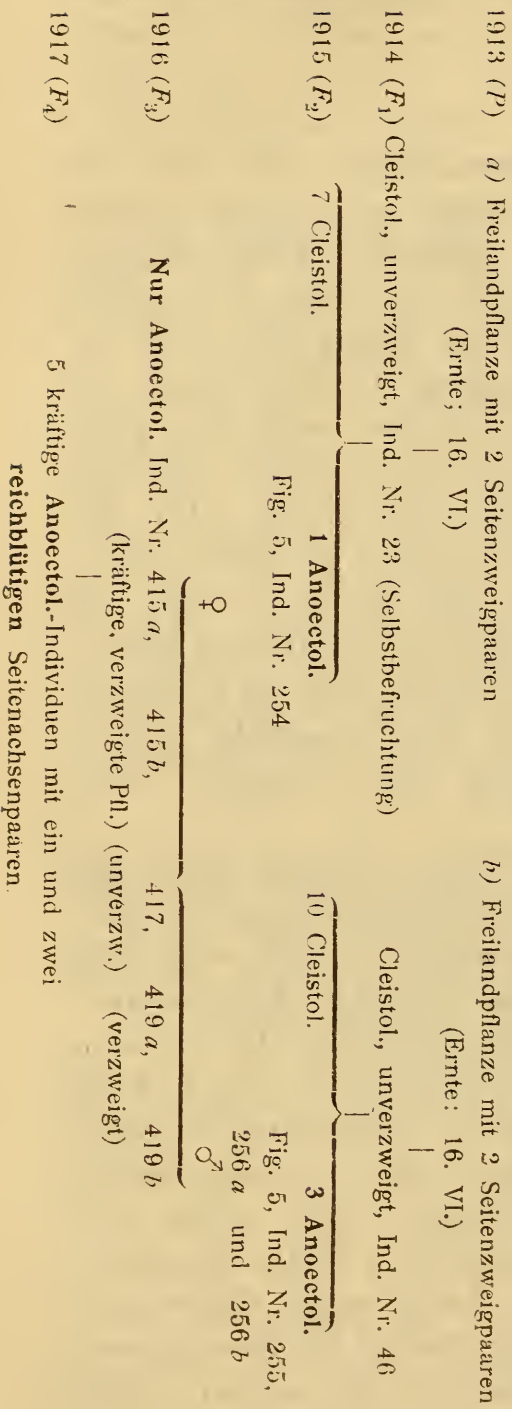 1913 (P) a) Freilandpflanze mit 2 Seitenzweigpaaren b) Freilandpflanze mit 2 Seitenzweigpaaren
(Ernte; 16. VI.) (Ernte: 16. VI.)
1914 (F₁) Cleistol., unverzweigt, Ind. Nr. 23 (Selbstbefruchtung) Cleistol., unverzweigt, Ind. Nr. 46
1915 (F₂) 7 Cleistol. 1 Anoectol. 10 Cleistol. 3 Anoectol.
Fig. 5, Ind. Nr. 254 Fig. 5, Ind. Nr. 255,
256 a und 256 b
♀ ♂
1916 (F₃) Nur Anoectol. Ind. Nr. 415 a, 415 b, 417, 419 a, 419 b
(kräftige, verzweigte Pfl.) (unverzw.) (verzweigt)
1917 (F₄) 5 kräftige Anoectol.-Individuen mit ein und zwei
reichblütigen Seitenachsenpaaren.